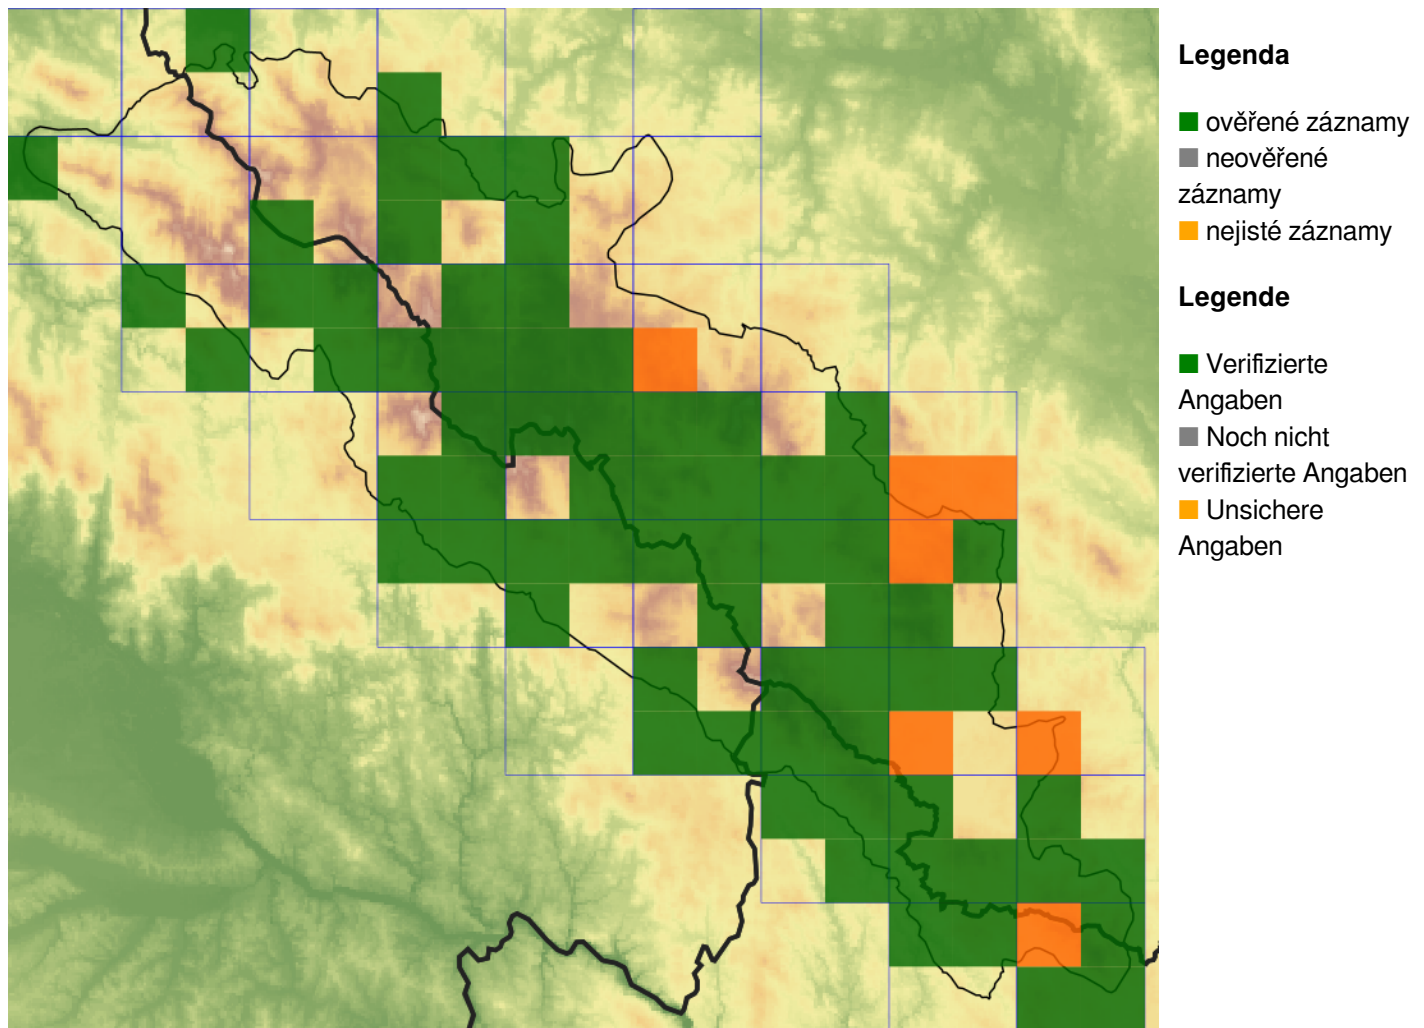 Legenda
ověřené záznamy
neověřené
záznamy
nejisté záznamy
Legende
Verifizierte
Angaben
Noch nicht
verifizierte Angaben
Unsichere
Angaben